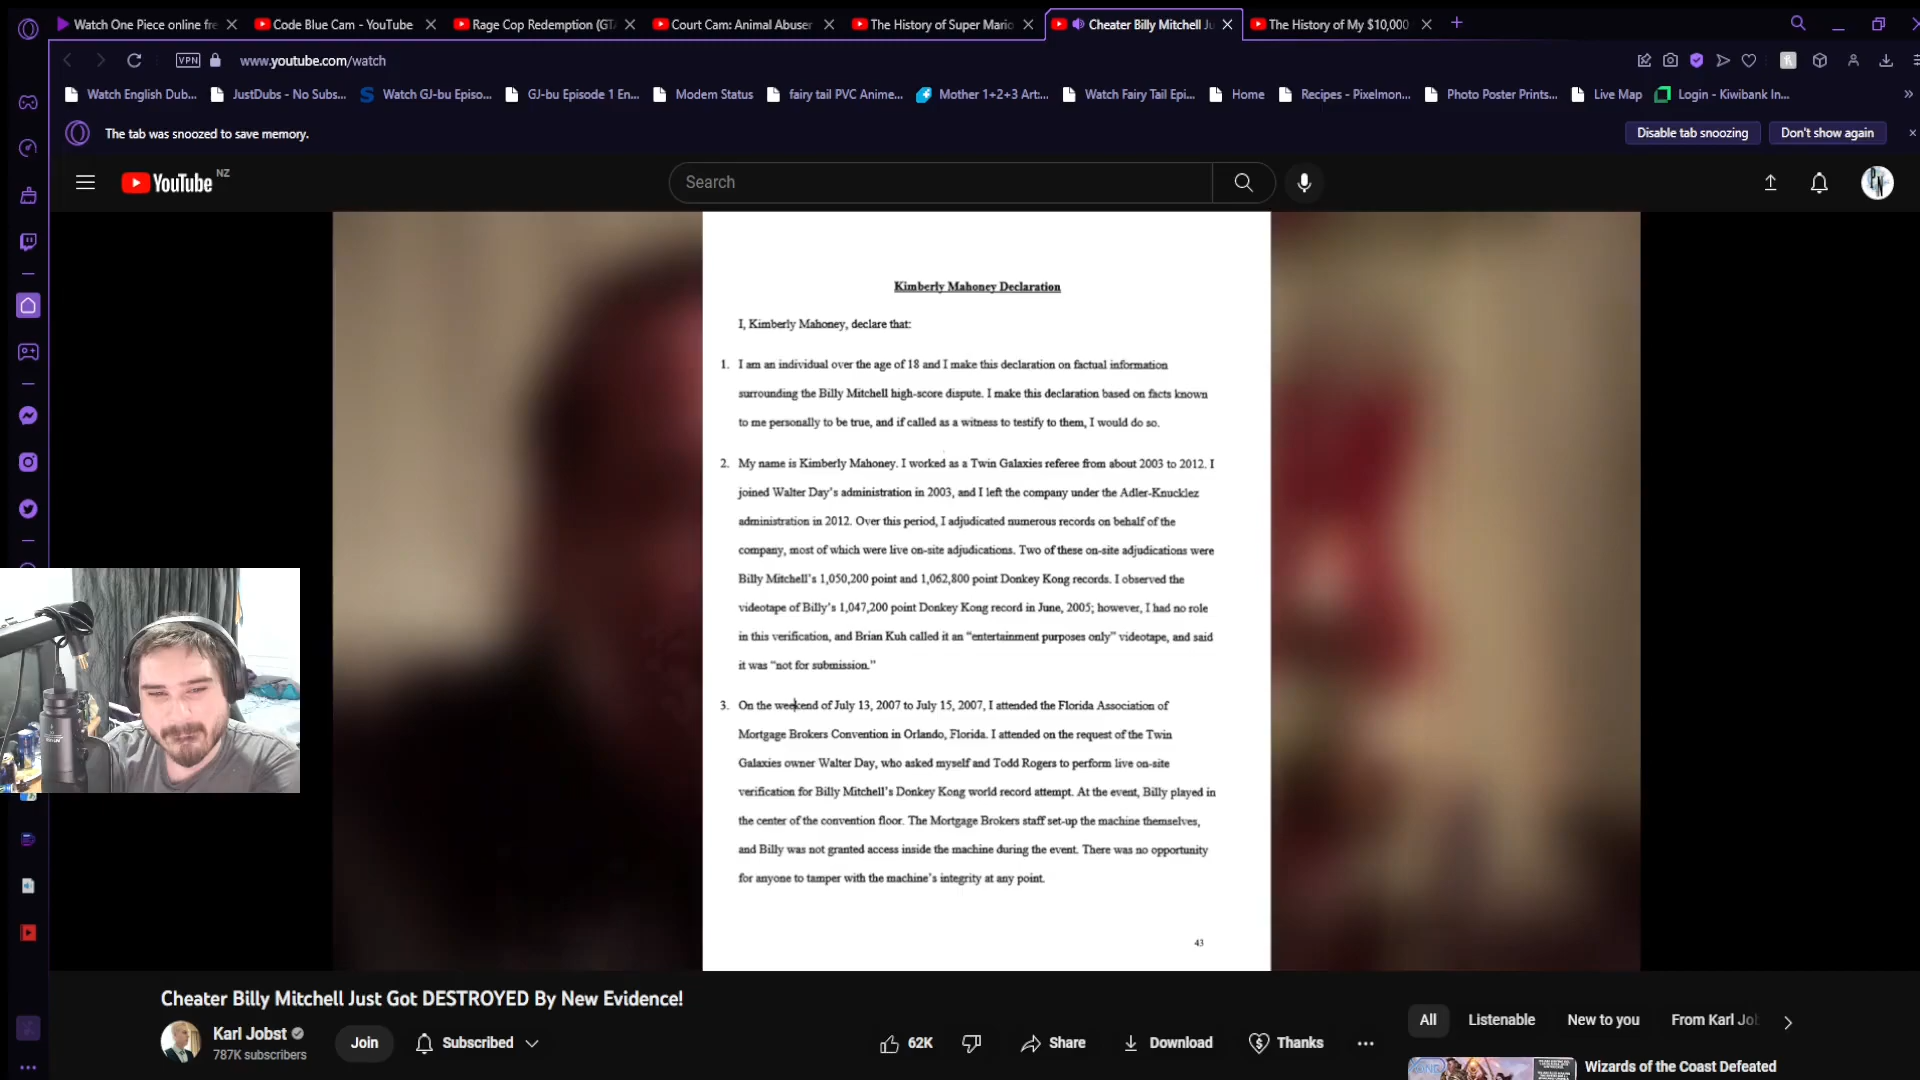 Watch One Piece online fre
Code Blue Cam - YouTube
Rage Cop Redemption (GTA
Court Cam: Animal Abuser
The History of Super Mario
Cheater Billy Mitchell Ju
The History of My $10,000
VPN
www.youtube.com/watch
Watch English Dub...
JustDubs - No Subs...
Watch GJ-bu Episo...
GJ-bu Episode 1 En...
Modem Status
fairy tail PVC Anime...
Mother 1+2+3 Art:...
Watch Fairy Tail Epi...
Home
Recipes - Pixelmon...
Photo Poster Prints...
Live Map
Login - Kiwibank In...
The tab was snoozed to save memory.
Disable tab snoozing
Don't show again
YouTube NZ
Search
Kimberly Mahoney Declaration
I, Kimberly Mahoney, declare that:
1. I am an individual over the age of 18 and I make this declaration on factual information
surrounding the Billy Mitchell high-score dispute. I make this declaration based on facts known
to me personally to be true, and if called as a witness to testify to them, I would do so.
2. My name is Kimberly Mahoney. I worked as a Twin Galaxies referee from about 2003 to 2012. I
joined Walter Day's administration in 2003, and I left the company under the Adler-Knucklez
administration in 2012. Over this period, I adjudicated numerous records on behalf of the
company, most of which were live on-site adjudications. Two of these on-site adjudications were
Billy Mitchell's 1,050,200 point and 1,062,800 point Donkey Kong records. I observed the
videotape of Billy's 1,047,200 point Donkey Kong record in June, 2005; however, I had no role
in this verification, and Brian Kuh called it an "entertainment purposes only" videotape, and said
it was "not for submission."
3. On the weekend of July 13, 2007 to July 15, 2007, I attended the Florida Association of
Mortgage Brokers Convention in Orlando, Florida. I attended on the request of the Twin
Galaxies owner Walter Day, who asked myself and Todd Rogers to perform live on-site
verification for Billy Mitchell's Donkey Kong world record attempt. At the event, Billy played in
the center of the convention floor. The Mortgage Brokers staff set-up the machine themselves,
and Billy was not granted access inside the machine during the event. There was no opportunity
for anyone to tamper with the machine's integrity at any point.
43
Cheater Billy Mitchell Just Got DESTROYED By New Evidence!
Karl Jobst
787K subscribers
Join
Subscribed
62K
Share
Download
Thanks
All
Listenable
New to you
From Karl Job
Wizards of the Coast Defeated